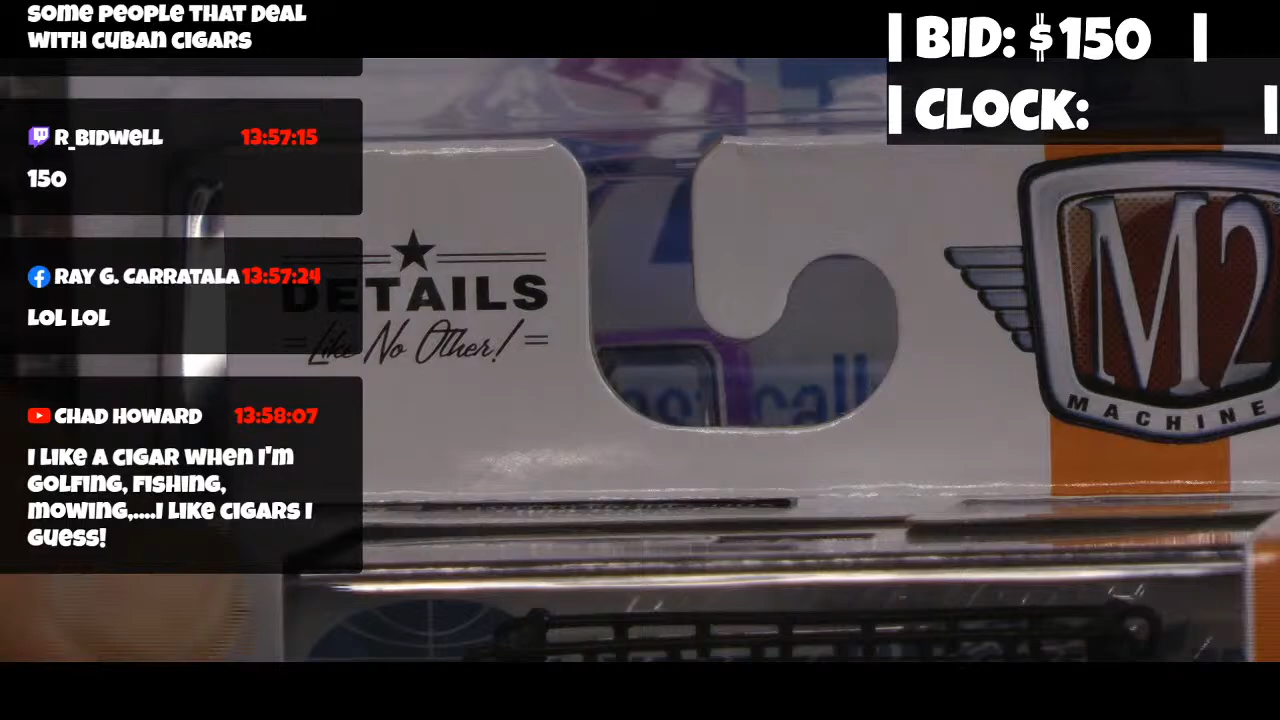 some people that deal
with cuban cigars
R_Bidwell 13:57:15
150
Ray G. Carratala 13:57:24
LOL LOL
Chad Howard 13:58:07
I like a cigar when I'm
golfing, fishing,
mowing,....I like cigars I
guess!
| BID: $150 |
| CLOCK: |
DETAILS
Like No Other!
M2
MACHINE
call